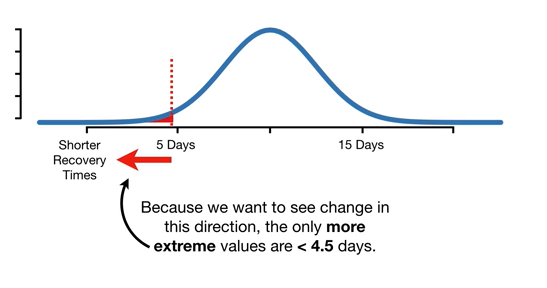 Shorter
Recovery
Times
5 Days
15 Days
Because we want to see change in
this direction, the only more
extreme values are < 4.5 days.